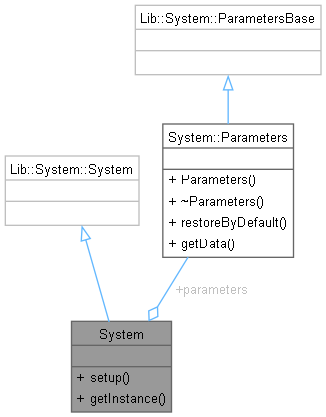 Lib::System::ParametersBase
System::Parameters
+ Parameters()
+ ~Parameters()
+ restoreByDefault()
+ getData()
Lib::System::System
+parameters
System
+ setup()
+ getInstance()